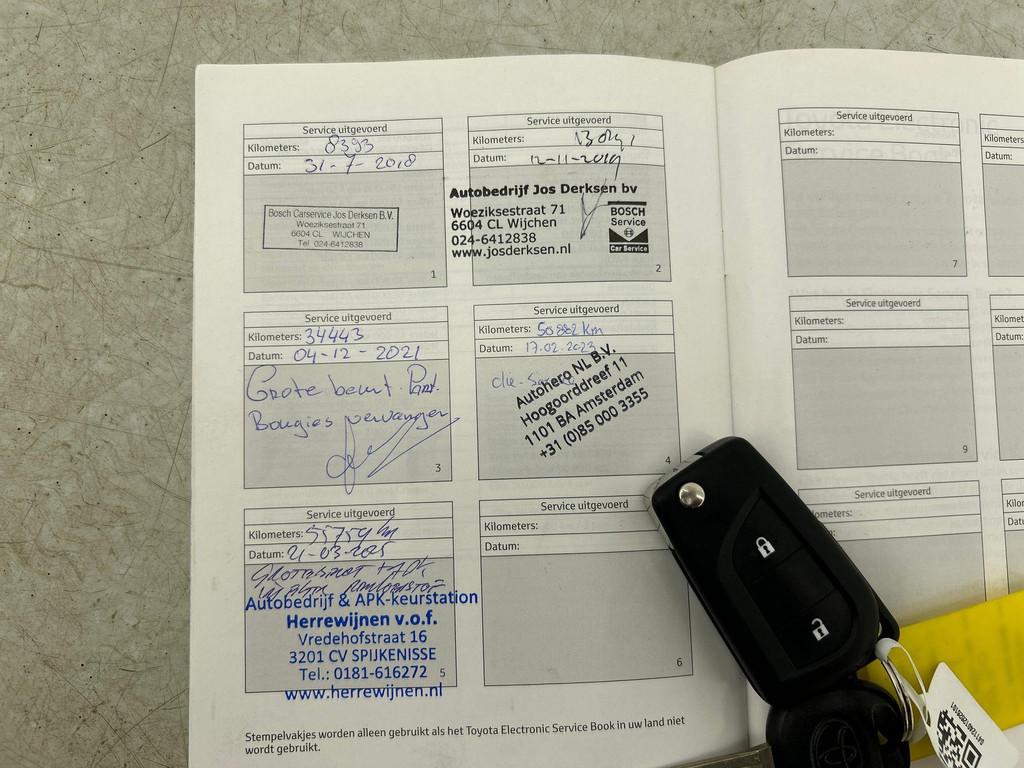 Service uitgevoerd
Kilometers: 8393
Datum: 31-7-2018
Bosch Carservice Jos Derksen B.V.
Woeziksestraat 71
6604 CL WIJCHEN
Tel 024-6412838
1
Service uitgevoerd
Kilometers:
Datum: 12-11-2019
Autobedrijf Jos Derksen bv
Woeziksestraat 71
6604 CL Wijchen
024-6412838
www.josderksen.nl
BOSCH
Service
Car Service
2
Service uitgevoerd
Kilometers: 34443
Datum: 04-12-2021
Grote beurt
Bougies vervangen
3
Service uitgevoerd
Kilometers: 50882 km
Datum: 17.02.2023
Autohero NL B.V.
Hoogoorddreef 11
1101 BA Amsterdam
+31 (0)85 000 3355
4
Service uitgevoerd
Kilometers: 55759 km
Datum: 21-03-2025
Autobedrijf & APK-keurstation
Herrewijnen v.o.f.
Vredehofstraat 16
3201 CV SPIJKENISSE
Tel.: 0181-616272
www.herrewijnen.nl
5
Service uitgevoerd
Kilometers:
Datum:
6
Stempelvakjes worden alleen gebruikt als het Toyota Electronic Service Book in uw land niet
wordt gebruikt.
Service uitgevoerd
Kilometers:
Datum:
7
Service uitgevoerd
Kilometers:
Datum:
9
Service uitgevoerd